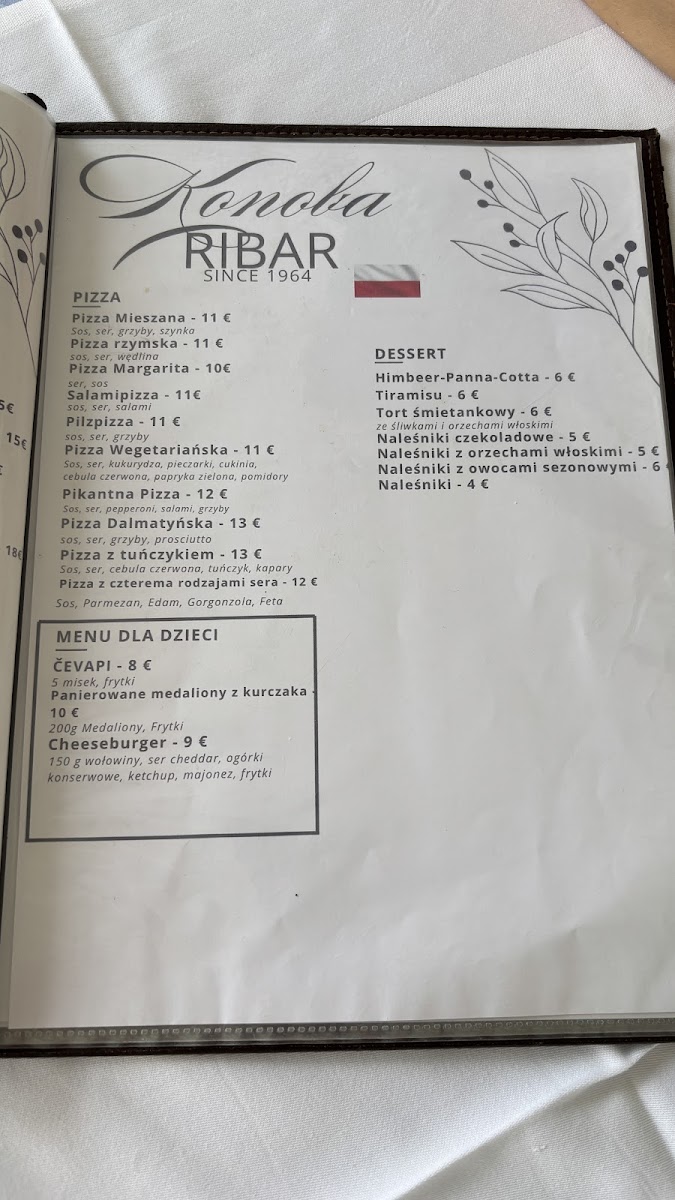 Konoba
RIBAR
SINCE 1964
PIZZA
Pizza Mieszana - 11 €
Sos, ser, grzyby, szynka
Pizza rzymska - 11 €
sos, ser, wędlina
Pizza Margarita - 10€
ser, sos
Salamipizza - 11€
sos, ser, salami
Pilzpizza - 11 €
sos, ser, grzyby
Pizza Wegetariańska - 11 €
Sos, ser, kukurydza, pieczarki, cukinia,
cebula czerwona, papryka zielona, pomidory
Pikantna Pizza - 12 €
Sos, ser, pepperoni, salami, grzyby
Pizza Dalmatyńska - 13 €
sos, ser, grzyby, prosciutto
Pizza z tuńczykiem - 13 €
Sos, ser, cebula czerwona, tuńczyk, kapary
Pizza z czterema rodzajami sera - 12 €
Sos, Parmezan, Edam, Gorgonzola, Feta
MENU DLA DZIECI
ČEVAPI - 8 €
5 misek, frytki
Panierowane medaliony z kurczaka -
10 €
200g Medaliony, Frytki
Cheeseburger - 9 €
150 g wołowiny, ser cheddar, ogórki
konserwowe, ketchup, majonez, frytki
DESSERT
Himbeer-Panna-Cotta - 6 €
Tiramisu - 6 €
Tort śmietankowy - 6 €
ze śliwkami i orzechami włoskimi
Naleśniki czekoladowe - 5 €
Naleśniki z orzechami włoskimi - 5 €
Naleśniki z owocami sezonowymi - 6
Naleśniki - 4 €
5€
15€
18€